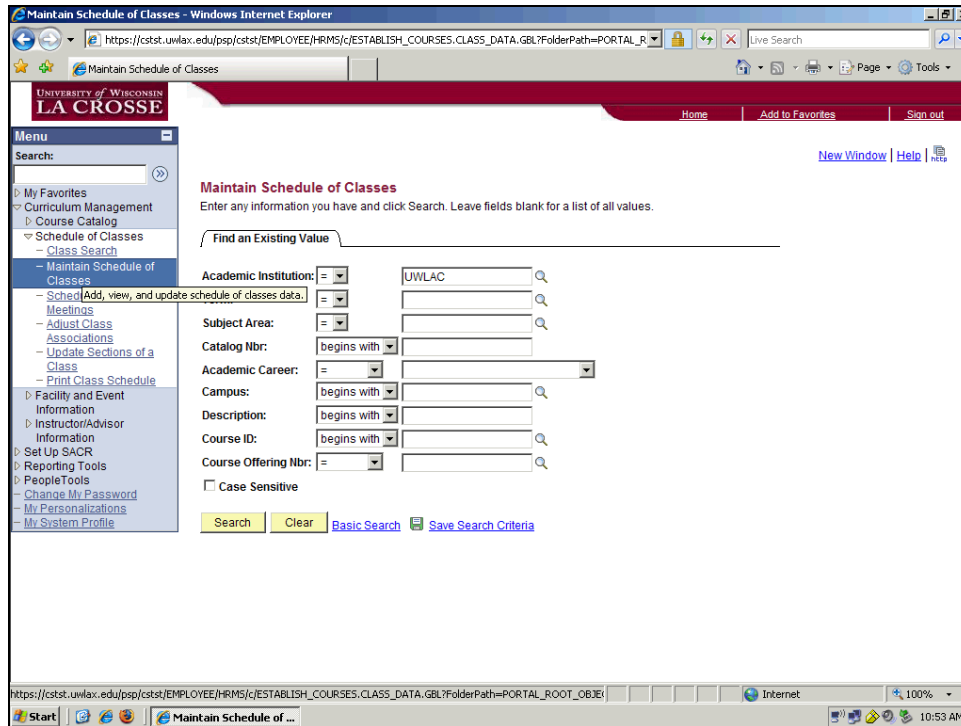 Maintain Schedule of Classes - Windows Internet Explorer
https://cstst.uwlax.edu/psp/cstst/EMPLOYEE/HRMS/c/ESTABLISH_COURSES.CLASS_DATA.GBL?FolderPath=PORTAL_R
Live Search
Maintain Schedule of Classes
Page
Tools
UNIVERSITY of WISCONSIN
LA CROSSE
Home
Add to Favorites
Sign out
Menu
Search:
New Window | Help |
http
My Favorites
Curriculum Management
Course Catalog
Schedule of Classes
– Class Search
– Maintain Schedule of
Classes
– Sched
Meetings
– Adjust Class
Associations
– Update Sections of a
Class
– Print Class Schedule
Facility and Event
Information
Instructor/Advisor
Information
Set Up SACR
Reporting Tools
PeopleTools
– Change My Password
– My Personalizations
– My System Profile
Add, view, and update schedule of classes data.
Maintain Schedule of Classes
Enter any information you have and click Search. Leave fields blank for a list of all values.
Find an Existing Value
Academic Institution: = UWLAC
=
Subject Area: =
Catalog Nbr: begins with
Academic Career: =
Campus: begins with
Description: begins with
Course ID: begins with
Course Offering Nbr: =
Case Sensitive
Search Clear Basic Search Save Search Criteria
https://cstst.uwlax.edu/psp/cstst/EMPLOYEE/HRMS/c/ESTABLISH_COURSES.CLASS_DATA.GBL?FolderPath=PORTAL_ROOT_OBJE
Internet
100%
Start
Maintain Schedule of ...
10:53 AM